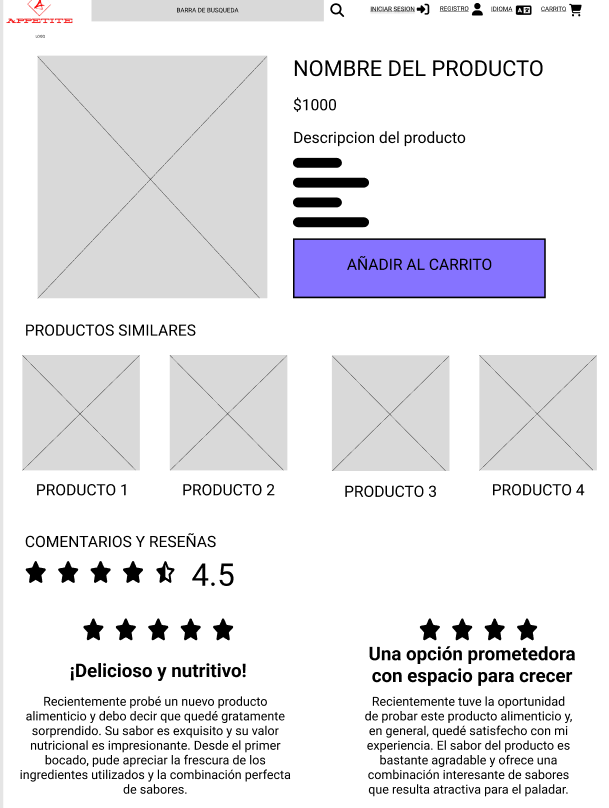 A
APPETITE
LOGO
BARRA DE BUSQUEDA
INICIAR SESION
REGISTRO
IDIOMA
CARRITO
NOMBRE DEL PRODUCTO
$1000
Descripcion del producto
AÑADIR AL CARRITO
PRODUCTOS SIMILARES
PRODUCTO 1
PRODUCTO 2
PRODUCTO 3
PRODUCTO 4
COMENTARIOS Y RESEÑAS
4.5
¡Delicioso y nutritivo!
Recientemente probé un nuevo producto
alimenticio y debo decir que quedé gratamente
sorprendido. Su sabor es exquisito y su valor
nutricional es impresionante. Desde el primer
bocado, pude apreciar la frescura de los
ingredientes utilizados y la combinación perfecta
de sabores.
Una opción prometedora
con espacio para crecer
Recientemente tuve la oportunidad
de probar este producto alimenticio y,
en general, quedé satisfecho con mi
experiencia. El sabor del producto es
bastante agradable y ofrece una
combinación interesante de sabores
que resulta atractiva para el paladar.